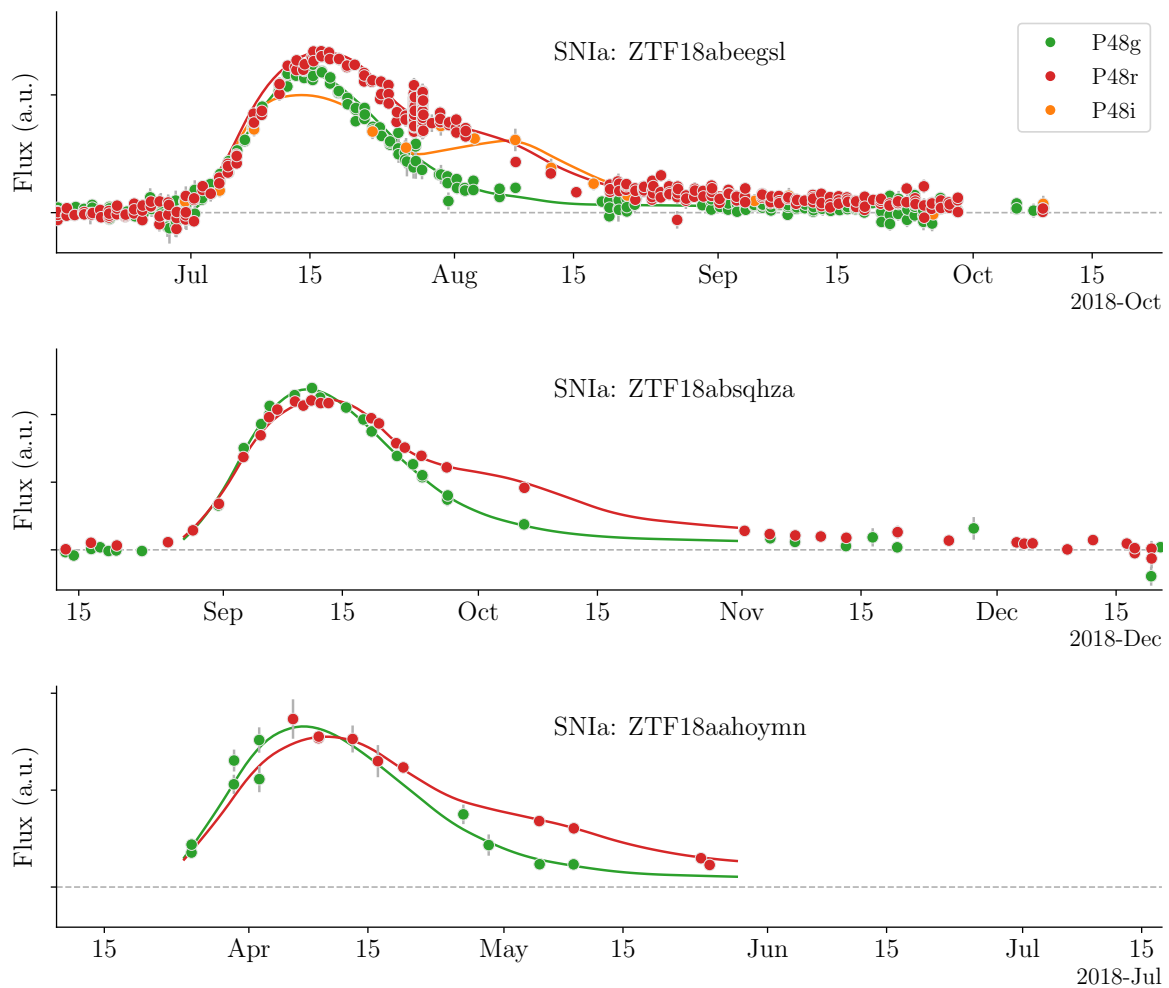 SNIa: ZTF18abeegsl
P48g
P48r
P48i
Flux (a.u.)
Jul 15 Aug 15 Sep 15 Oct 15
2018-Oct
SNIa: ZTF18absqhza
Flux (a.u.)
15 Sep 15 Oct 15 Nov 15 Dec 15
2018-Dec
SNIa: ZTF18aahoymn
Flux (a.u.)
15 Apr 15 May 15 Jun 15 Jul 15
2018-Jul